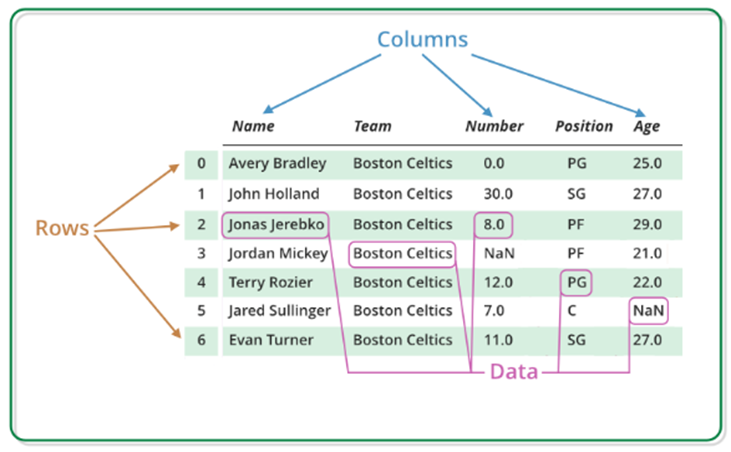 Columns
Name Team Number Position Age
0 Avery Bradley Boston Celtics 0.0 PG 25.0
1 John Holland Boston Celtics 30.0 SG 27.0
Rows
2 Jonas Jerebko Boston Celtics 8.0 PF 29.0
3 Jordan Mickey Boston Celtics NaN PF 21.0
4 Terry Rozier Boston Celtics 12.0 PG 22.0
5 Jared Sullinger Boston Celtics 7.0 C NaN
6 Evan Turner Boston Celtics 11.0 SG 27.0
Data